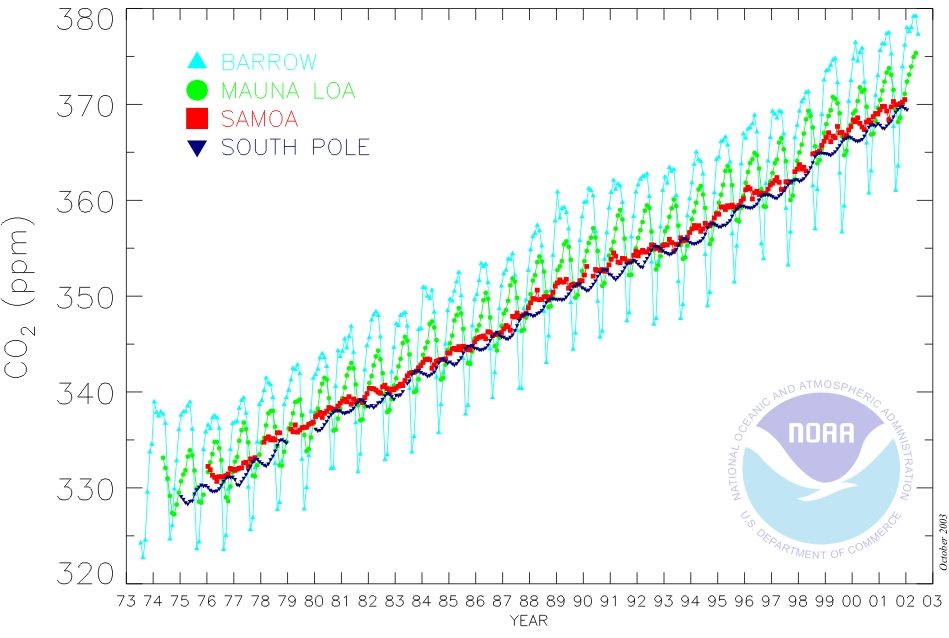 380
370
360
350
340
330
320
CO2 (ppm)
BARROW
MAUNA LOA
SAMOA
SOUTH POLE
NATIONAL OCEANIC AND ATMOSPHERIC ADMINISTRATION
NOAA
U.S. DEPARTMENT OF COMMERCE
October 2003
73 74 75 76 77 78 79 80 81 82 83 84 85 86 87 88 89 90 91 92 93 94 95 96 97 98 99 00 01 02 03
YEAR